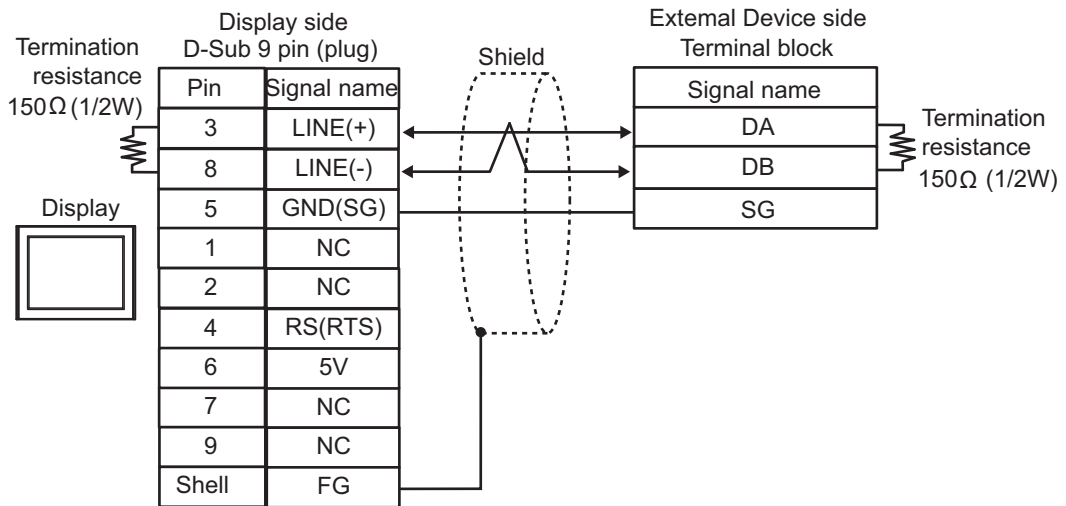 Display side
D-Sub 9 pin (plug)
Termination
resistance
150Ω (1/2W)
Pin Signal name
3 LINE(+)
8 LINE(-)
5 GND(SG)
1 NC
2 NC
4 RS(RTS)
6 5V
7 NC
9 NC
Shell FG
Display
Shield
External Device side
Terminal block
Signal name
DA
DB
SG
Termination
resistance
150Ω (1/2W)